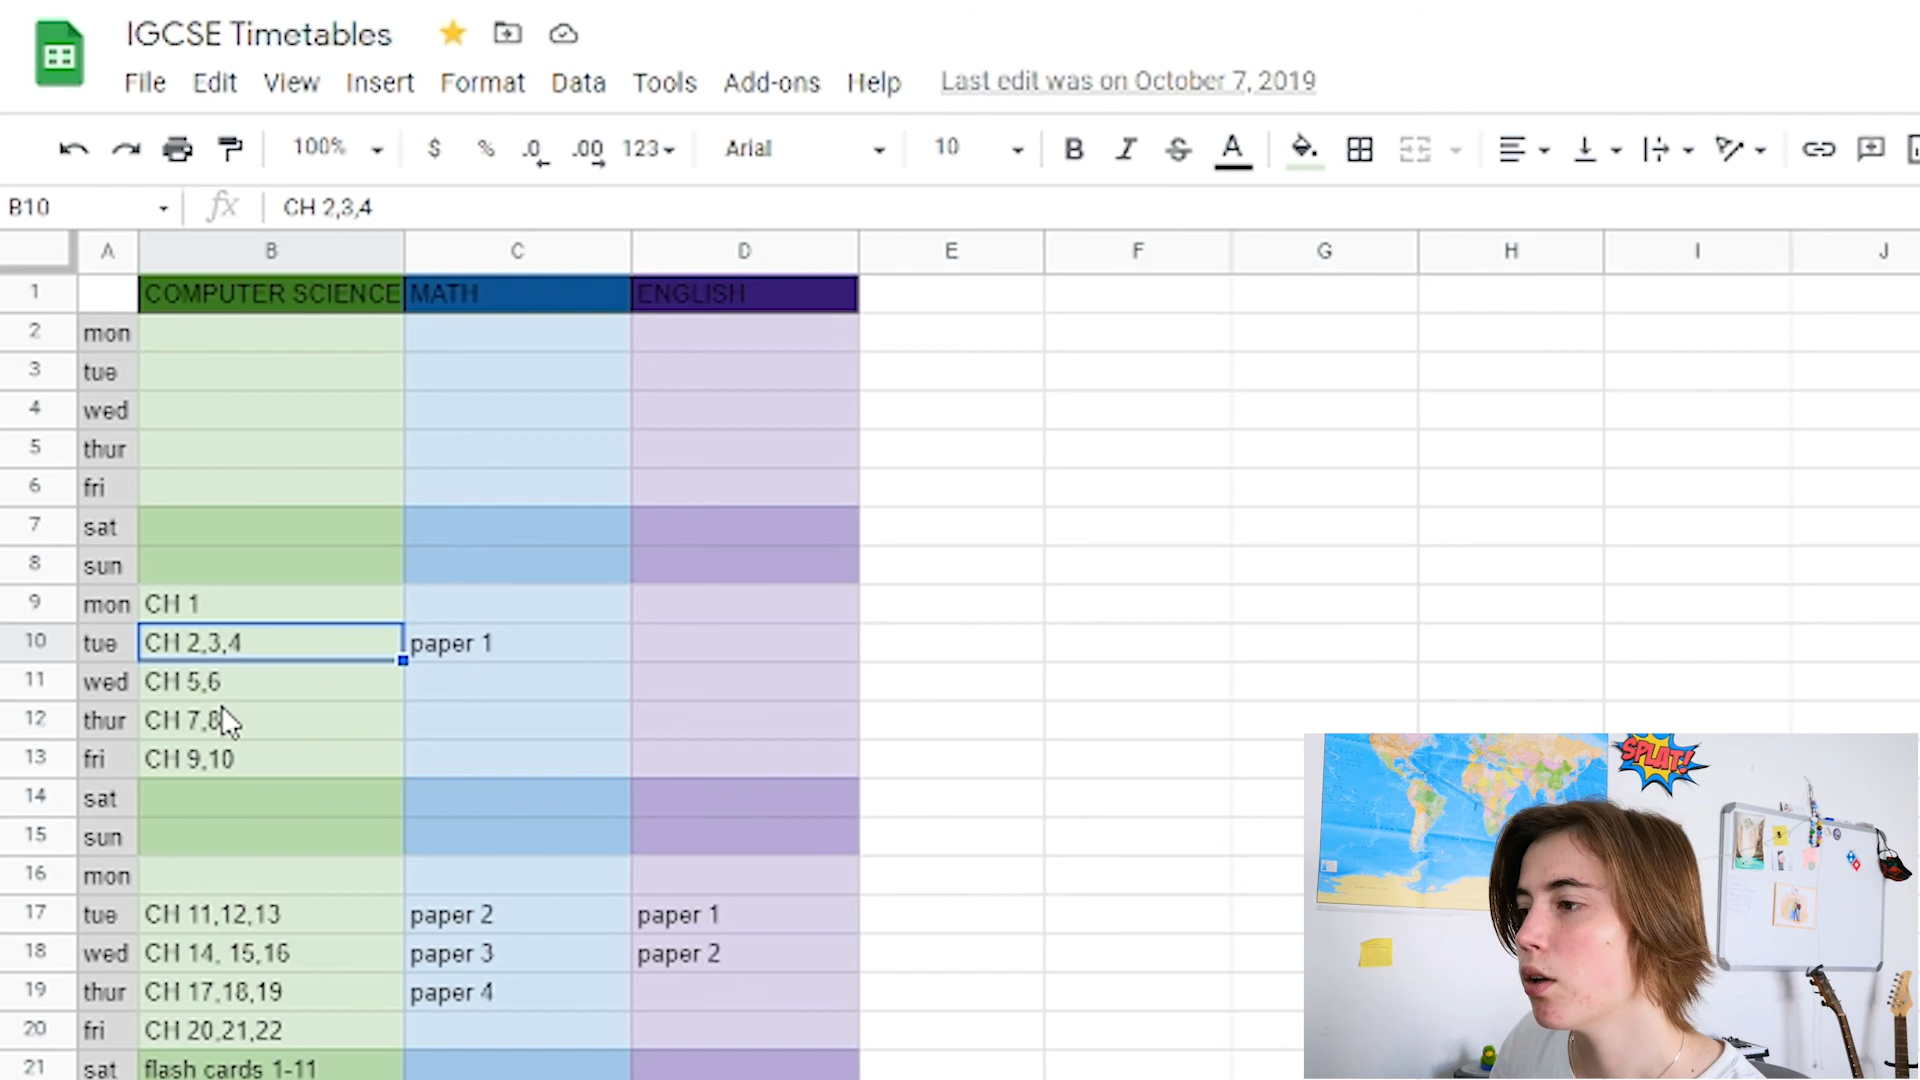 IGCSE Timetables
File Edit View Insert Format Data Tools Add-ons Help Last edit was on October 7, 2019
100% $ % .0 .00 123 Arial 10 B I S A
B10 fx CH 2,3,4
A B C D E F G H I J
1 COMPUTER SCIENCE MATH ENGLISH
2 mon
3 tue
4 wed
5 thur
6 fri
7 sat
8 sun
9 mon CH 1
10 tue CH 2,3,4 paper 1
11 wed CH 5,6
12 thur CH 7,8
13 fri CH 9,10
14 sat
15 sun
16 mon
17 tue CH 11,12,13 paper 2 paper 1
18 wed CH 14, 15,16 paper 3 paper 2
19 thur CH 17,18,19 paper 4
20 fri CH 20,21,22
21 sat flash cards 1-11
SPLAT!